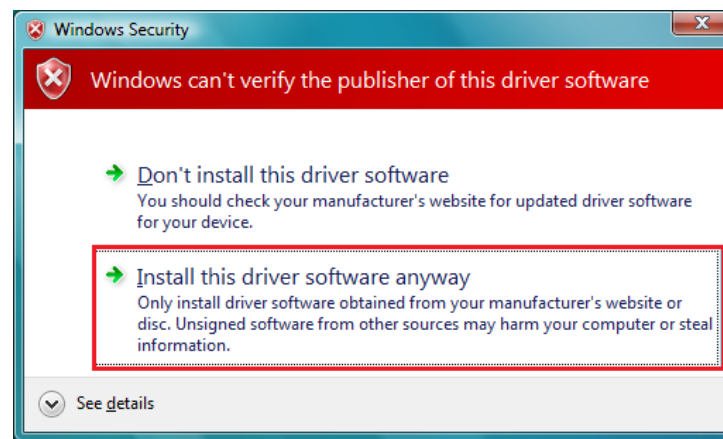 Windows Security
Windows can't verify the publisher of this driver software
Don't install this driver software
You should check your manufacturer's website for updated driver software
for your device.
Install this driver software anyway
Only install driver software obtained from your manufacturer's website or
disc. Unsigned software from other sources may harm your computer or steal
information.
See details